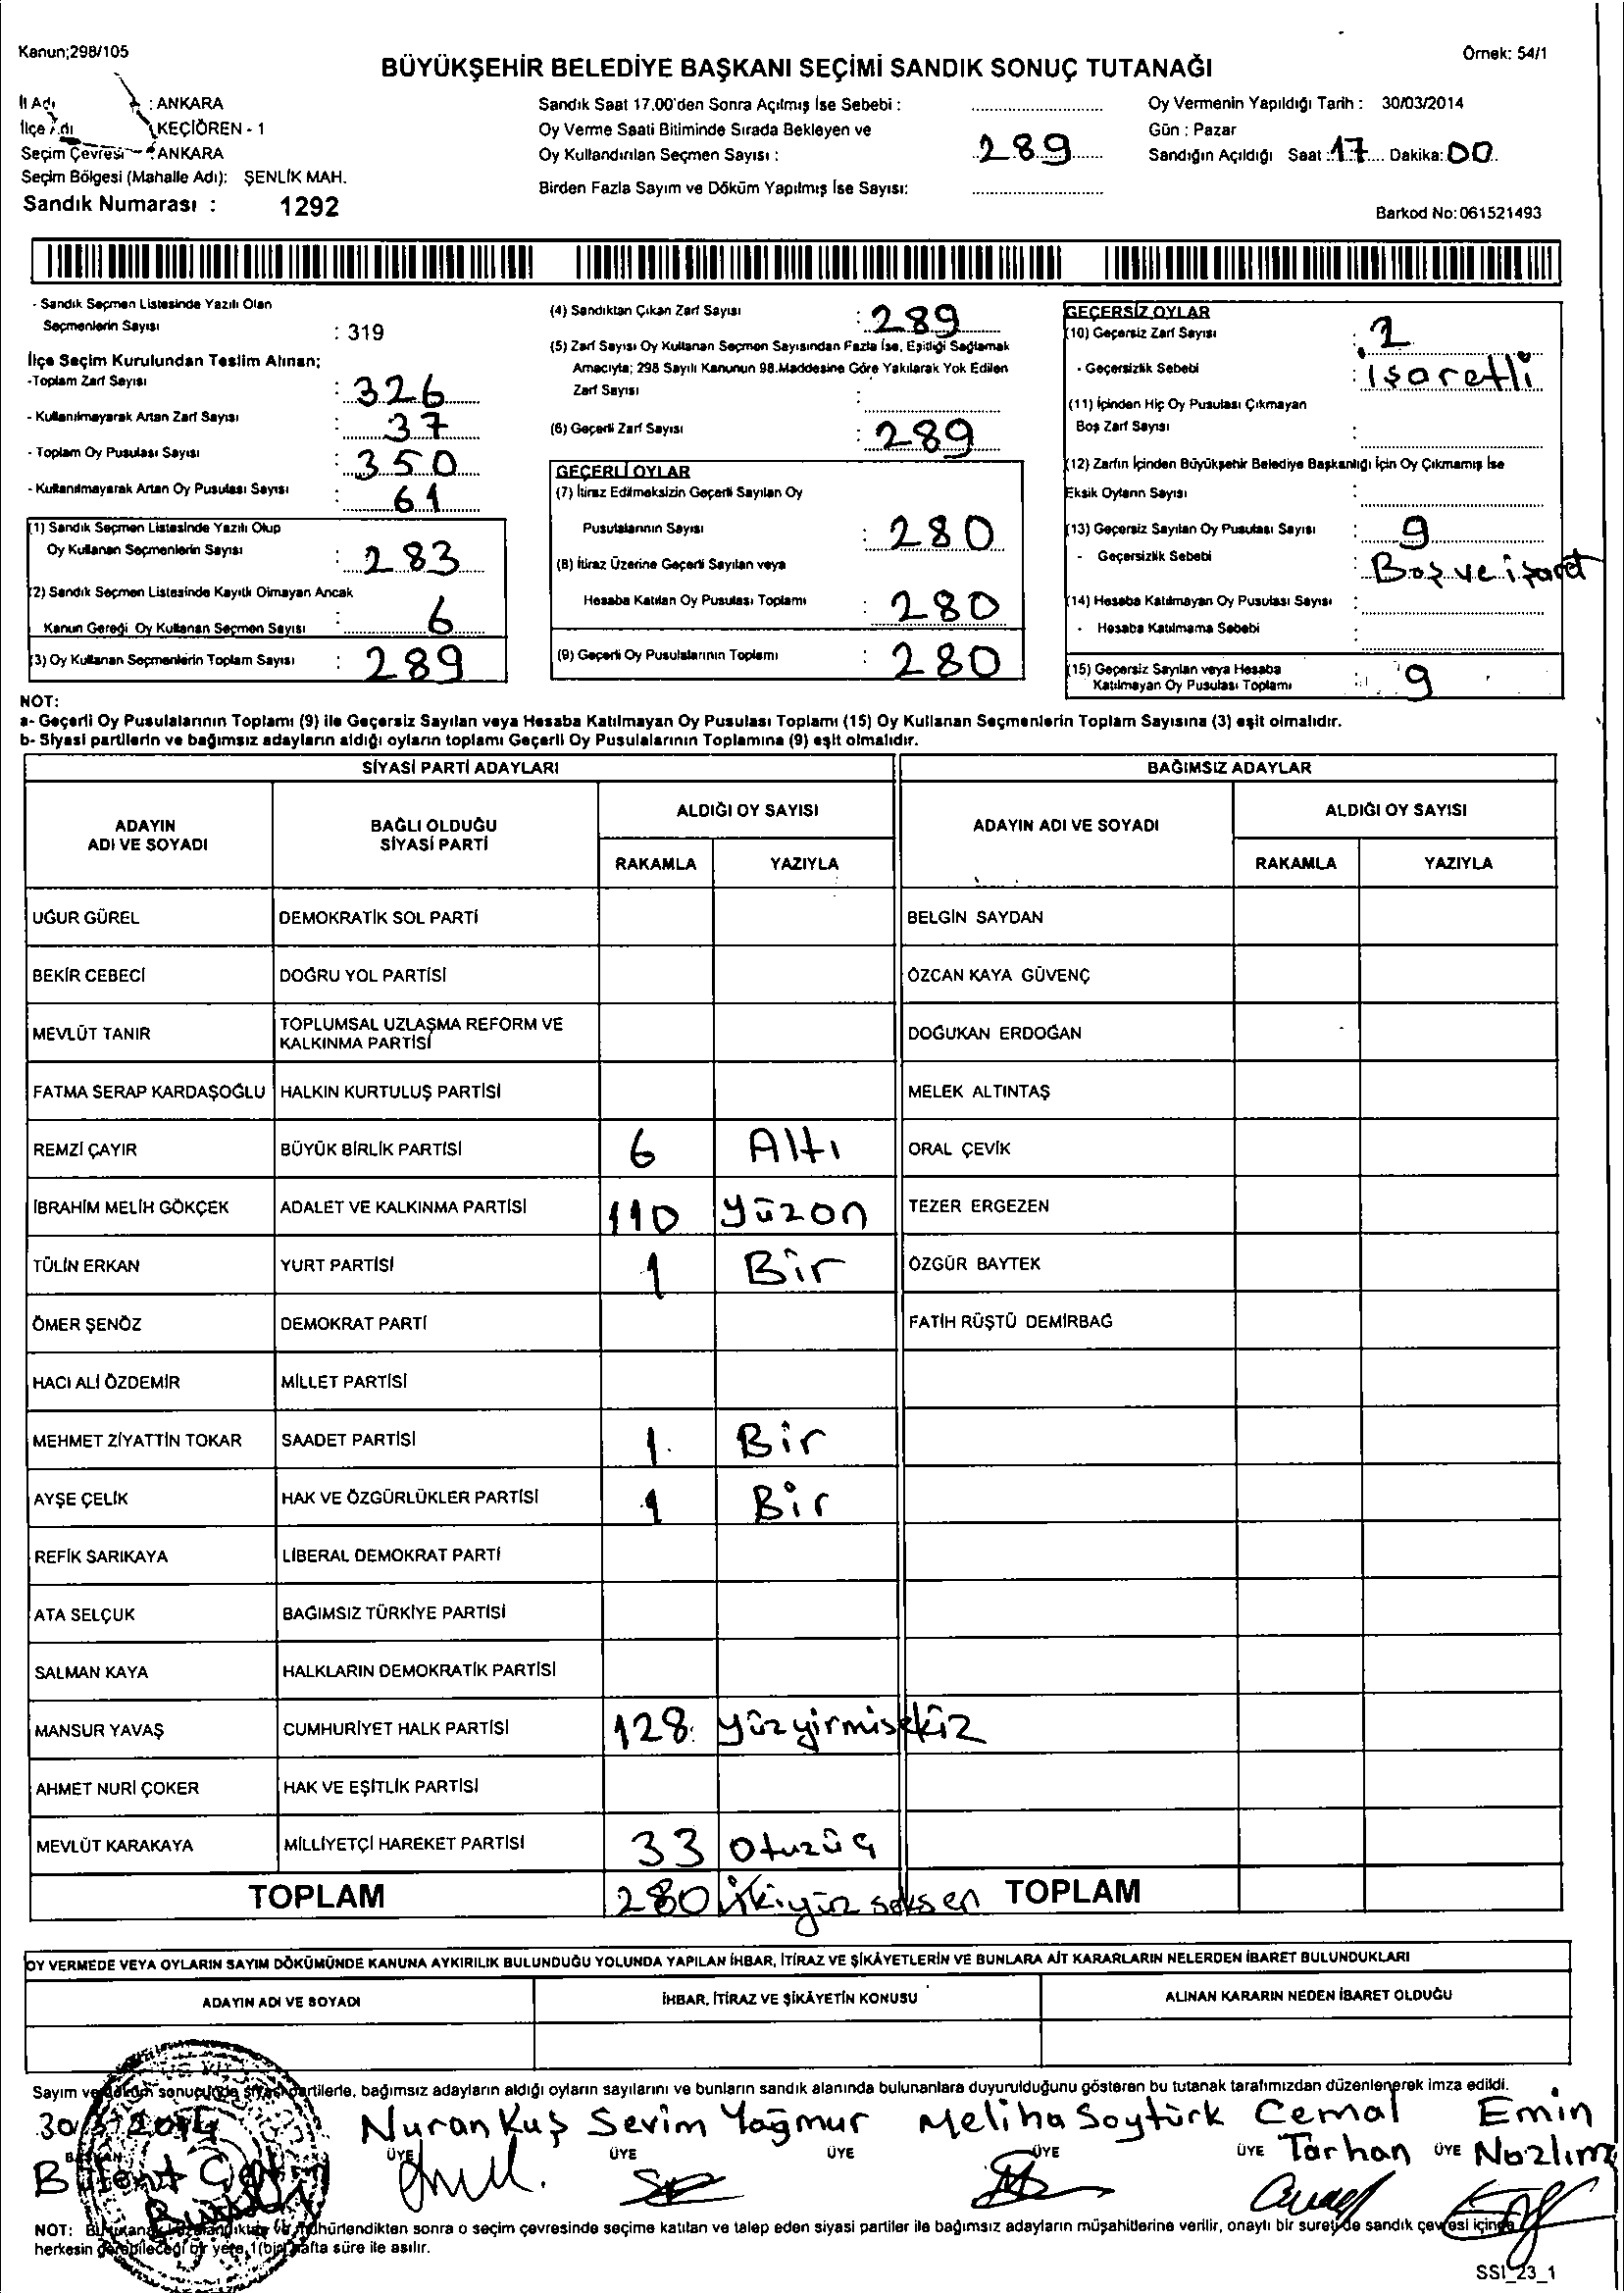 Kanun;298/105
Örnek: 54/1
BÜYÜKŞEHİR BELEDİYE BAŞKANI SEÇİMİ SANDIK SONUÇ TUTANAĞI
İl Adı : ANKARA
İlçe Adı KEÇİÖREN - 1
Seçim Çevresi : ANKARA
Seçim Bölgesi (Mahalle Adı): ŞENLİK MAH.
Sandık Numarası : 1292
Sandık Saat 17.00'den Sonra Açılmış İse Sebebi :
Oy Verme Saati Bitiminde Sırada Bekleyen ve
Oy Kullandırılan Seçmen Sayısı : 289
Birden Fazla Sayım ve Döküm Yapılmış İse Sayısı:
Oy Vermenin Yapıldığı Tarih : 30/03/2014
Gün : Pazar
Sandığın Açıldığı Saat : 17 Dakika: 00
Barkod No: 061521493
- Sandık Seçmen Listesinde Yazılı Olan
Seçmenlerin Sayısı : 319
İlçe Seçim Kurulundan Teslim Alınan;
-Toplam Zarf Sayısı : 326
- Kullanılmayarak Artan Zarf Sayısı : 37
- Toplam Oy Pusulası Sayısı : 350
- Kullanılmayarak Artan Oy Pusulası Sayısı : 61
(1) Sandık Seçmen Listesinde Yazılı Olup
Oy Kullanan Seçmenlerin Sayısı : 283
(2) Sandık Seçmen Listesinde Kayıtlı Olmayan Ancak
Kanun Gereği Oy Kullanan Seçmen Sayısı : 6
(3) Oy Kullanan Seçmenlerin Toplam Sayısı : 289
(4) Sandıktan Çıkan Zarf Sayısı : 289
(5) Zarf Sayısı Oy Kullanan Seçmen Sayısından Fazla İse, Eşitliği Sağlamak
Amacıyla; 298 Sayılı Kanunun 98.Maddesine Göre Yakılarak Yok Edilen
Zarf Sayısı :
(6) Geçerli Zarf Sayısı : 289
GEÇERLİ OYLAR
(7) İtiraz Edilmeksizin Geçerli Sayılan Oy
Pusulalarının Sayısı : 280
(8) İtiraz Üzerine Geçerli Sayılan veya
Hesaba Katılan Oy Pusulası Toplamı : 280
(9) Geçerli Oy Pusulalarının Toplamı : 280
GEÇERSİZ OYLAR
(10) Geçersiz Zarf Sayısı : 2
- Geçersizlik Sebebi : işaretli
(11) İçinden Hiç Oy Pusulası Çıkmayan
Boş Zarf Sayısı :
(12) Zarfın İçinden Büyükşehir Belediye Başkanlığı İçin Oy Çıkmamış İse
Eksik Oyların Sayısı :
(13) Geçersiz Sayılan Oy Pusulası Sayısı : 9
- Geçersizlik Sebebi : Boş ve işaret
(14) Hesaba Katılmayan Oy Pusulası Sayısı :
- Hesaba Katılmama Sebebi :
(15) Geçersiz Sayılan veya Hesaba
Katılmayan Oy Pusulası Toplamı : 9
NOT:
a- Geçerli Oy Pusulalarının Toplamı (9) ile Geçersiz Sayılan veya Hesaba Katılmayan Oy Pusulası Toplamı (15) Oy Kullanan Seçmenlerin Toplam Sayısına (3) eşit olmalıdır.
b- Siyasi partilerin ve bağımsız adayların aldığı oyların toplamı Geçerli Oy Pusulalarının Toplamına (9) eşit olmalıdır.
SİYASİ PARTİ ADAYLARI BAĞIMSIZ ADAYLAR
ADAYIN ADI VE SOYADI BAĞLI OLDUĞU SİYASİ PARTİ ALDIĞI OY SAYISI ADAYIN ADI VE SOYADI ALDIĞI OY SAYISI
RAKAMLA YAZIYLA RAKAMLA YAZIYLA
UĞUR GÜREL DEMOKRATİK SOL PARTİ BELGİN SAYDAN
BEKİR CEBECİ DOĞRU YOL PARTİSİ ÖZCAN KAYA GÜVENÇ
MEVLÜT TANIR TOPLUMSAL UZLAŞMA REFORM VE KALKINMA PARTİSİ DOĞUKAN ERDOĞAN
FATMA SERAP KARDAŞOĞLU HALKIN KURTULUŞ PARTİSİ MELEK ALTINTAŞ
REMZİ ÇAYIR BÜYÜK BİRLİK PARTİSİ 6 Altı ORAL ÇEVİK
İBRAHİM MELİH GÖKÇEK ADALET VE KALKINMA PARTİSİ 110 yüzon TEZER ERGEZEN
TÜLİN ERKAN YURT PARTİSİ 1 Bir ÖZGÜR BAYTEK
ÖMER ŞENÖZ DEMOKRAT PARTİ FATİH RÜŞTÜ DEMİRBAĞ
HACI ALİ ÖZDEMİR MİLLET PARTİSİ
MEHMET ZİYATTİN TOKAR SAADET PARTİSİ 1 Bir
AYŞE ÇELİK HAK VE ÖZGÜRLÜKLER PARTİSİ 1 Bir
REFİK SARIKAYA LİBERAL DEMOKRAT PARTİ
ATA SELÇUK BAĞIMSIZ TÜRKİYE PARTİSİ
SALMAN KAYA HALKLARIN DEMOKRATİK PARTİSİ
MANSUR YAVAŞ CUMHURİYET HALK PARTİSİ 128 yüzyirmisekiz
AHMET NURİ ÇOKER HAK VE EŞİTLİK PARTİSİ
MEVLÜT KARAKAYA MİLLİYETÇİ HAREKET PARTİSİ 33 Otuzüç
TOPLAM 280 ikiyüz seksen TOPLAM
OY VERMEDE VEYA OYLARIN SAYIM DÖKÜMÜNDE KANUNA AYKIRILIK BULUNDUĞU YOLUNDA YAPILAN İHBAR, İTİRAZ VE ŞİKÂYETLERİN VE BUNLARA AİT KARARLARIN NELERDEN İBARET BULUNDUKLARI
ADAYIN ADI VE SOYADI İHBAR, İTİRAZ VE ŞİKÂYETİN KONUSU ALINAN KARARIN NEDEN İBARET OLDUĞU
Sayım ve döküm sonucunda siyasi partilerle, bağımsız adayların aldığı oyların sayılarını ve bunların sandık alanında bulunanlara duyurulduğunu gösteren bu tutanak tarafımızdan düzenlenerek imza edildi.
30/3/2014 Nuran Kuş Sevim Yağmur Meliha Soytürk Cemal Tarhan Emin Nazlım
BAŞKAN ÜYE ÜYE ÜYE ÜYE ÜYE ÜYE
Bülent Çetin
NOT: Bu tutanak imzalandıktan ve mühürlendikten sonra o seçim çevresinde seçime katılan ve talep eden siyasi partiler ile bağımsız adayların müşahitlerine verilir, onaylı bir sureti de sandık çevresi içinde
herkesin görebileceği bir yere, 1(bir) hafta süre ile asılır.
SSI_23_1